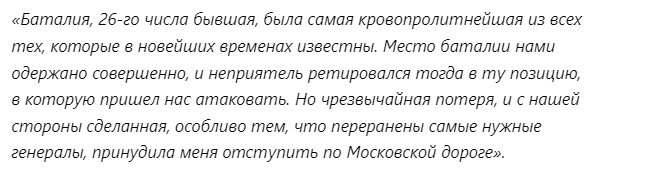 «Баталия, 26-го числа бывшая, была самая кровопролитнейшая из всех
тех, которые в новейших временах известны. Место баталии нами
одержано совершенно, и неприятель ретировался тогда в ту позицию,
в которую пришел нас атаковать. Но чрезвычайная потеря, и с нашей
стороны сделанная, особливо тем, что переранены самые нужные
генералы, принудила меня отступить по Московской дороге».